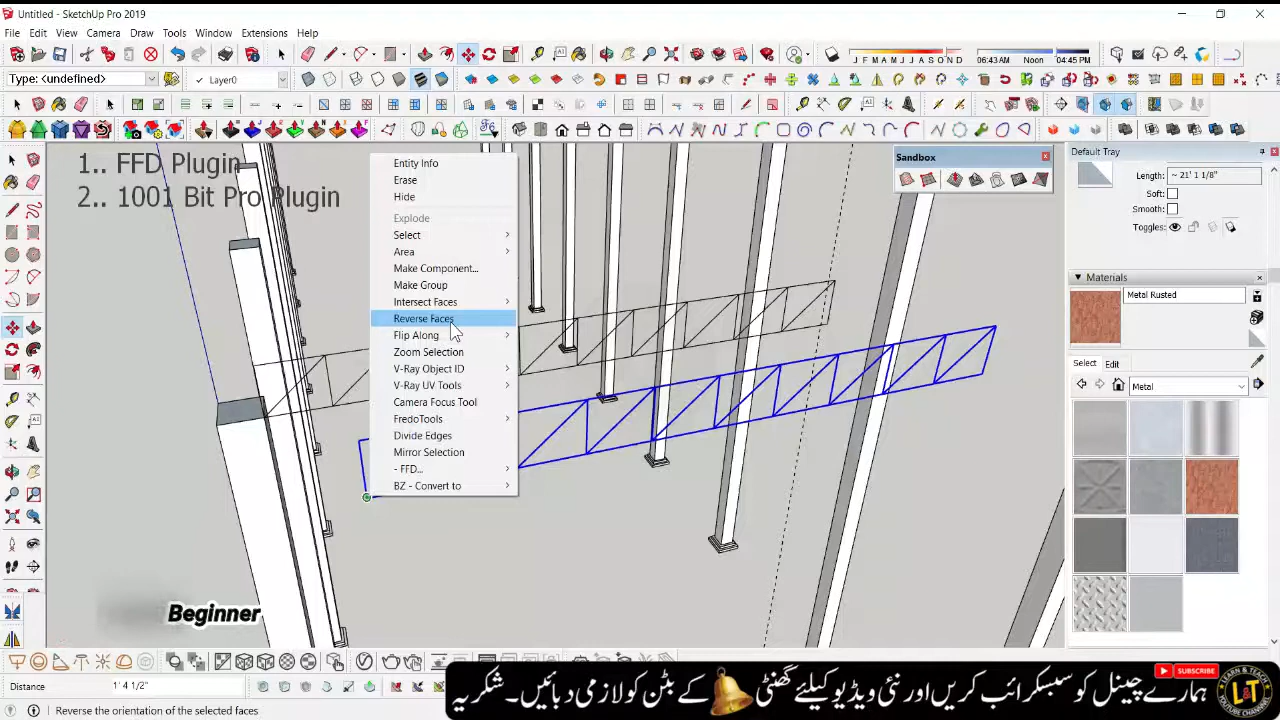 Untitled - SketchUp Pro 2019
File Edit View Camera Draw Tools Window Extensions Help
J F M A M J J A S O N D
06:43 AM Noon 04:45 PM
Type: <undefined>
Layer0
1.. FFD Plugin
2.. 1001 Bit Pro Plugin
Entity Info
Erase
Hide
Explode
Select
Area
Make Component...
Make Group
Intersect Faces
Reverse Faces
Flip Along
Zoom Selection
V-Ray Object ID
V-Ray UV Tools
Camera Focus Tool
FredoTools
Divide Edges
Mirror Selection
- FFD...
BZ - Convert to
Sandbox
Default Tray
Length: ~ 21' 1 1/8"
Soft:
Smooth:
Toggles:
Materials
Metal Rusted
Select Edit
Metal
Beginner
SUBSCRIBE
ہمارے چینل کو سبسکرائب کریں اور نئی ویڈیو کیلئے گھنٹی کے بٹن کو لازمی دبائیں۔ شکریہ
L&T
Distance 1' 4 1/2"
Reverse the orientation of the selected faces